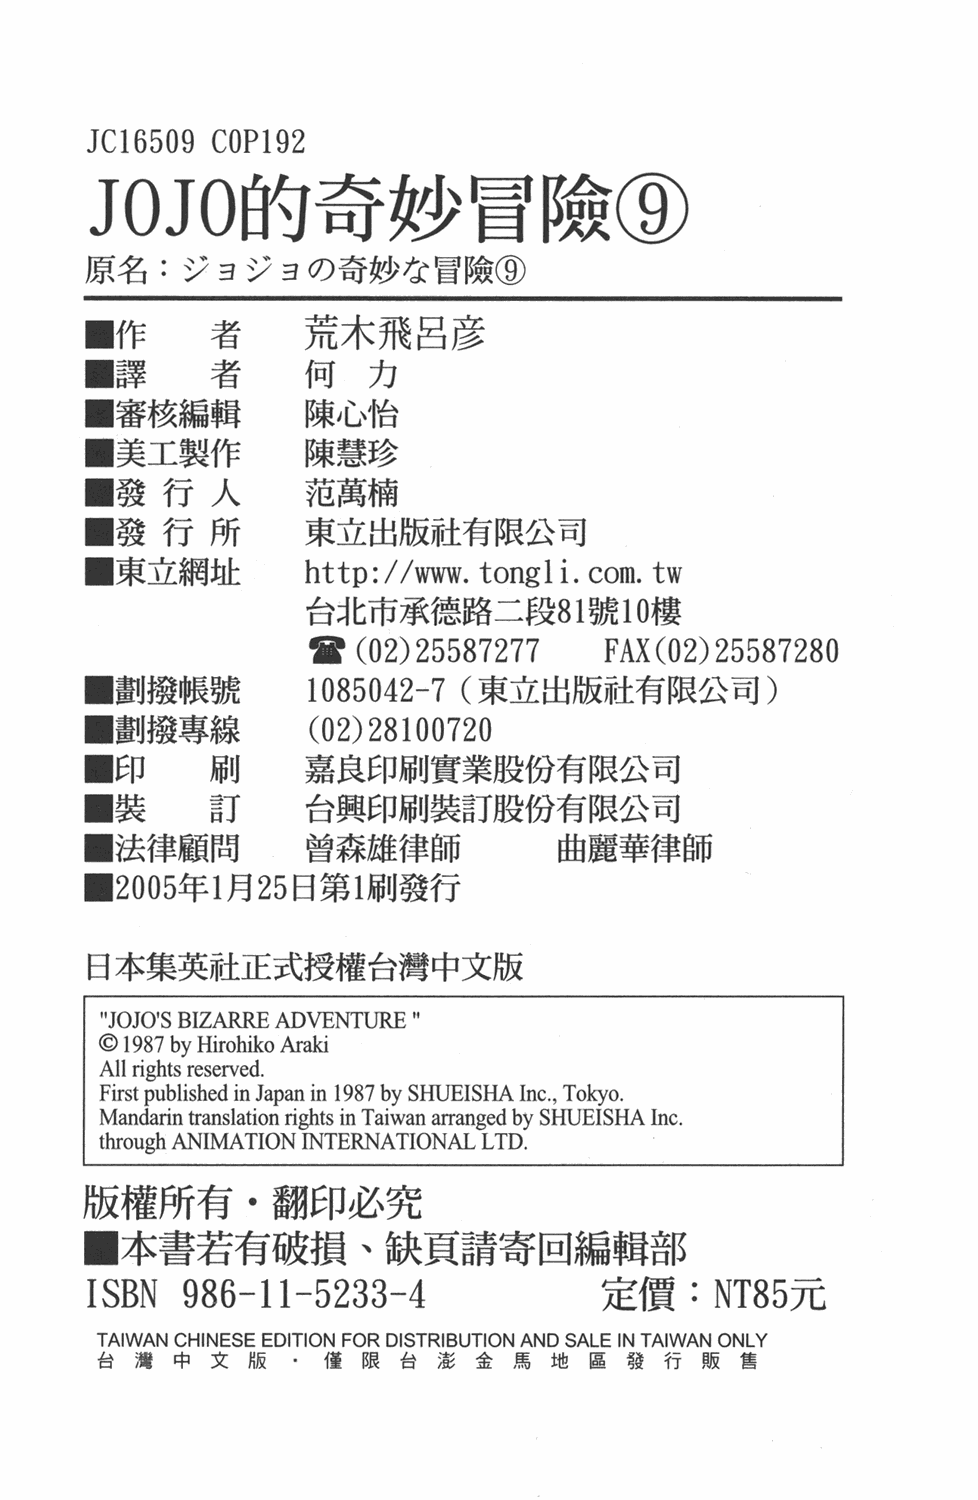 JC16509 COP192
JOJO的奇妙冒險⑨
原名：ジョジョの奇妙な冒險⑨
■作　　者　荒木飛呂彦
■譯　　者　何　力
■審核編輯　陳心怡
■美工製作　陳慧珍
■發 行 人　范萬楠
■發 行 所　東立出版社有限公司
■東立網址　http://www.tongli.com.tw
台北市承德路二段81號10樓
☎(02)25587277　FAX(02)25587280
■劃撥帳號　1085042-7（東立出版社有限公司）
■劃撥專線　(02)28100720
■印　　刷　嘉良印刷實業股份有限公司
■裝　　訂　台興印刷裝訂股份有限公司
■法律顧問　曾森雄律師　曲麗華律師
■2005年1月25日第1刷發行
日本集英社正式授權台灣中文版
"JOJO'S BIZARRE ADVENTURE "
© 1987 by Hirohiko Araki
All rights reserved.
First published in Japan in 1987 by SHUEISHA Inc., Tokyo.
Mandarin translation rights in Taiwan arranged by SHUEISHA Inc.
through ANIMATION INTERNATIONAL LTD.
版權所有・翻印必究
■本書若有破損、缺頁請寄回編輯部
ISBN 986-11-5233-4　定價：NT85元
TAIWAN CHINESE EDITION FOR DISTRIBUTION AND SALE IN TAIWAN ONLY
台灣中文版・僅限台澎金馬地區發行販售